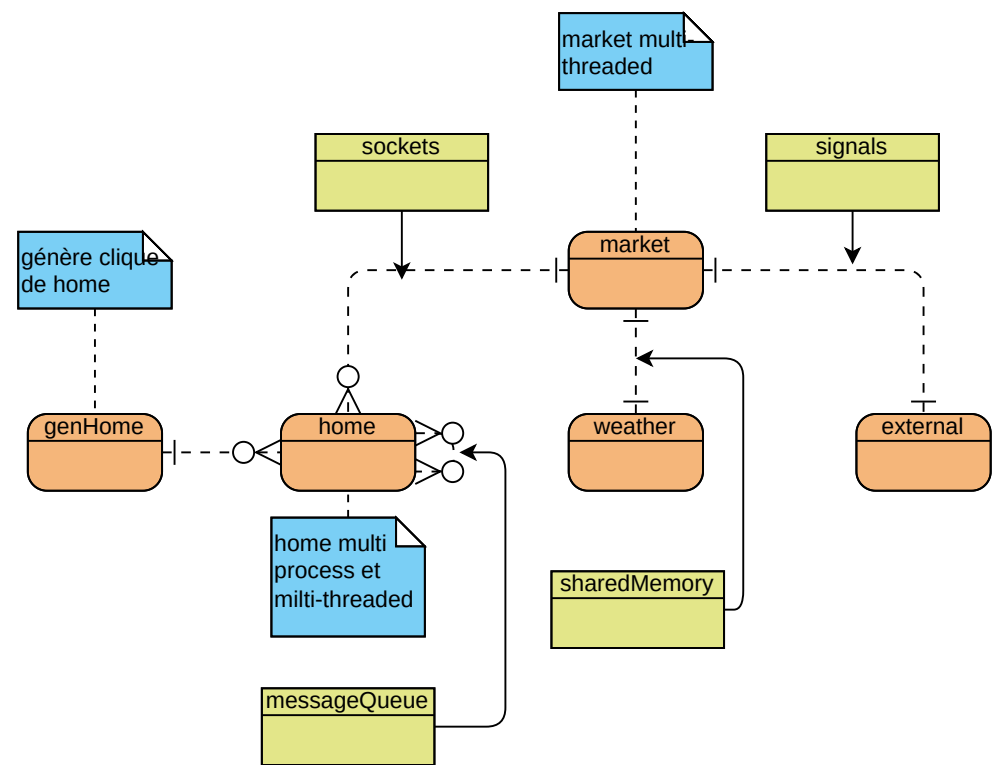 market multi-
threaded
sockets
signals
market
génère clique
de home
genHome
home
weather
external
home multi
process et
milti-threaded
sharedMemory
messageQueue